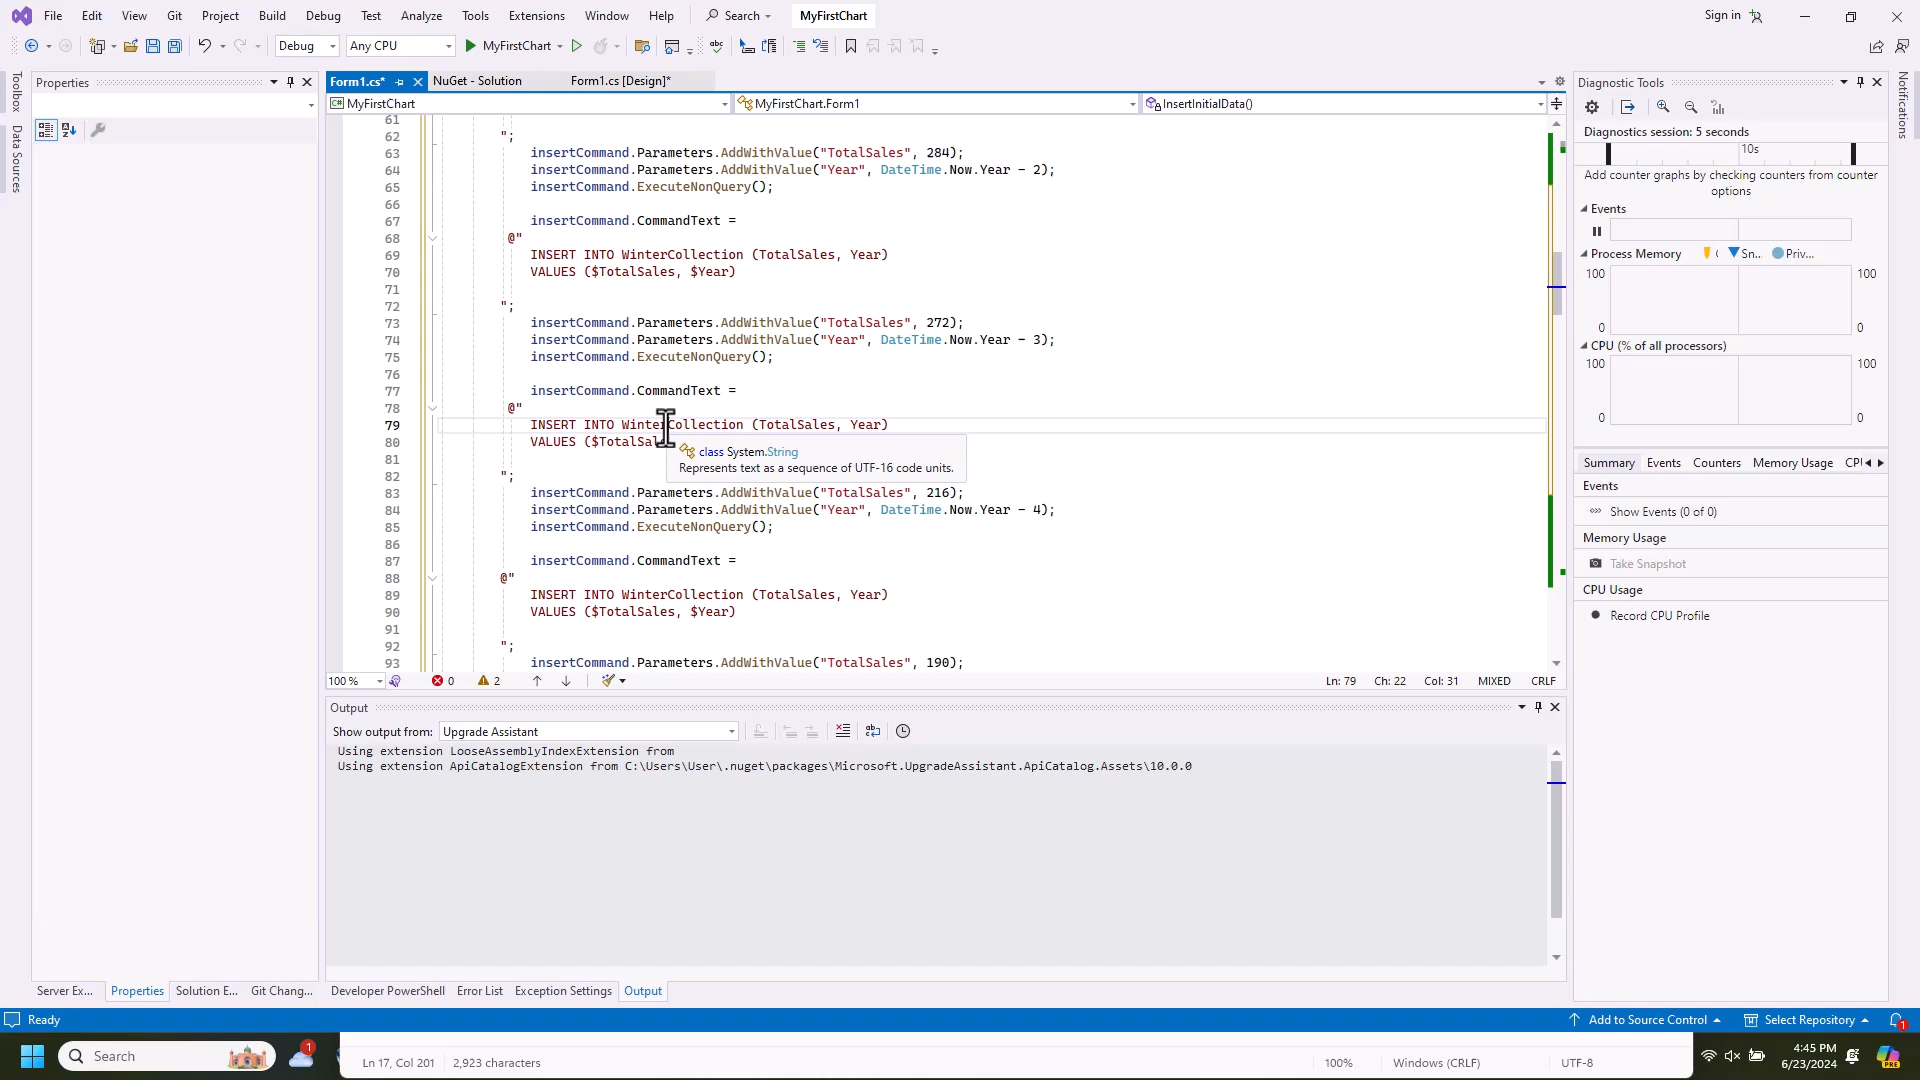 File Edit View Git Project Build Debug Test Analyze Tools Extensions Window Help Search MyFirstChart Sign in
Debug Any CPU MyFirstChart
Toolbox
Data Sources
Properties
Form1.cs* NuGet - Solution Form1.cs [Design]*
MyFirstChart MyFirstChart.Form1 InsertInitialData()
61
62 ";
63 insertCommand.Parameters.AddWithValue("TotalSales", 284);
64 insertCommand.Parameters.AddWithValue("Year", DateTime.Now.Year - 2);
65 insertCommand.ExecuteNonQuery();
66
67 insertCommand.CommandText =
68 @"
69 INSERT INTO WinterCollection (TotalSales, Year)
70 VALUES ($TotalSales, $Year)
71
72 ";
73 insertCommand.Parameters.AddWithValue("TotalSales", 272);
74 insertCommand.Parameters.AddWithValue("Year", DateTime.Now.Year - 3);
75 insertCommand.ExecuteNonQuery();
76
77 insertCommand.CommandText =
78 @"
79 INSERT INTO WinterCollection (TotalSales, Year)
80 VALUES ($TotalSal
class System.String
Represents text as a sequence of UTF-16 code units.
81
82 ";
83 insertCommand.Parameters.AddWithValue("TotalSales", 216);
84 insertCommand.Parameters.AddWithValue("Year", DateTime.Now.Year - 4);
85 insertCommand.ExecuteNonQuery();
86
87 insertCommand.CommandText =
88 @"
89 INSERT INTO WinterCollection (TotalSales, Year)
90 VALUES ($TotalSales, $Year)
91
92 ";
93 insertCommand.Parameters.AddWithValue("TotalSales", 190);
100 % 0 2 Ln: 79 Ch: 22 Col: 31 MIXED CRLF
Output
Show output from: Upgrade Assistant
Using extension LooseAssemblyIndexExtension from
Using extension ApiCatalogExtension from C:\Users\User\.nuget\packages\Microsoft.UpgradeAssistant.ApiCatalog.Assets\10.0.0
Diagnostic Tools
Diagnostics session: 5 seconds
10s
Add counter graphs by checking counters from counter
options
Events
Process Memory Sn... Priv...
100 100
0 0
CPU (% of all processors)
100 100
0 0
Summary Events Counters Memory Usage CPU
Events
Show Events (0 of 0)
Memory Usage
Take Snapshot
CPU Usage
Record CPU Profile
Notifications
Server Ex... Properties Solution E... Git Chang... Developer PowerShell Error List Exception Settings Output
Ready Add to Source Control Select Repository 1
Search 1 Ln 17, Col 201 2,923 characters 100% Windows (CRLF) UTF-8 4:45 PM
6/23/2024
PRE